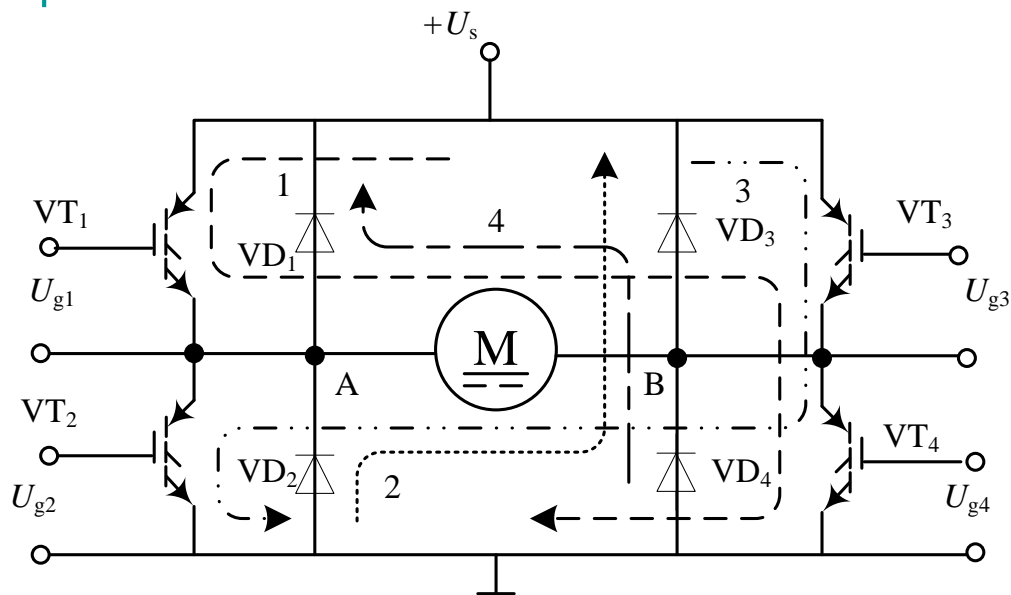 +U_s
1
3
VT_1
4
VT_3
VD_3
VD_1
U_g1
U_g3
M
A
B
VT_2
VT_4
VD_2
VD_4
2
U_g2
U_g4